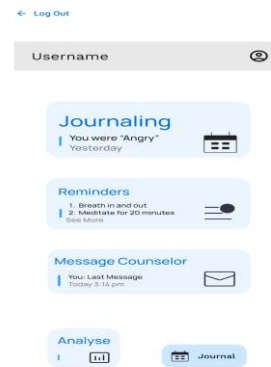 ← Log Out
Username
Journaling
You were "Angry"
Yesterday
Reminders
1. Breath in and out
2. Meditate for 20 minutes
See More
Message Counselor
You: Last Message
Today 3:14 pm
Analyse
Journal